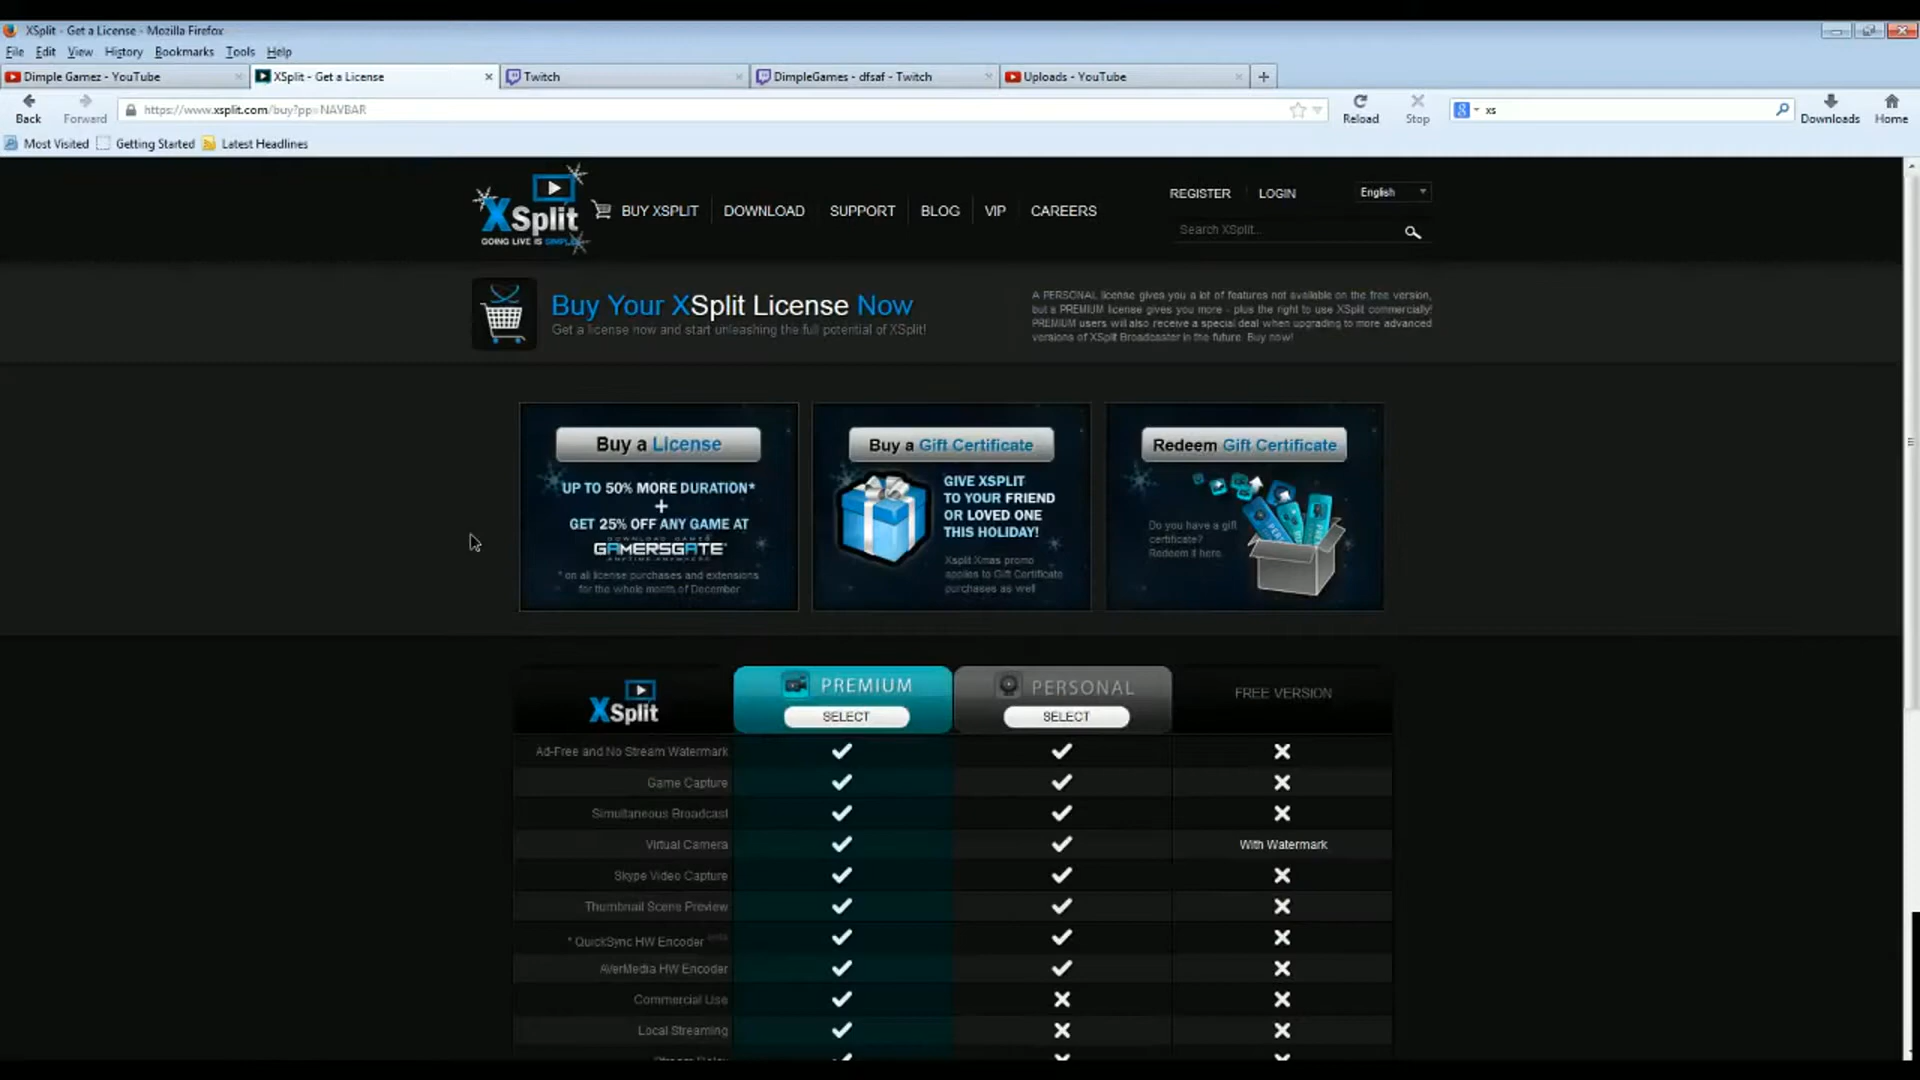 XSplit - Get a License - Mozilla Firefox
File Edit View History Bookmarks Tools Help
Dimple Gamez - YouTube
XSplit - Get a License
Twitch
DimpleGames - dfsaf - Twitch
Uploads - YouTube
Back
Forward
https://www.xsplit.com/buy?pp=NAVBAR
Reload
Stop
xs
Downloads
Home
Most Visited
Getting Started
Latest Headlines
XSplit
GOING LIVE IS SIMPLE
BUY XSPLIT
DOWNLOAD
SUPPORT
BLOG
VIP
CAREERS
REGISTER
LOGIN
English
Search XSplit...
Buy Your XSplit License Now
Get a license now and start unleashing the full potential of XSplit!
A PERSONAL license gives you a lot of features not available on the free version,
but a PREMIUM license gives you more - plus the right to use XSplit commercially!
PREMIUM users will also receive a special deal when upgrading to more advanced
versions of XSplit Broadcaster in the future. Buy now!
Buy a License
UP TO 50% MORE DURATION*
+
GET 25% OFF ANY GAME AT
DOWNLOAD GAMES
GAMERSGATE
ANYTIME ANYWHERE
* on all license purchases and extensions
for the whole month of December
Buy a Gift Certificate
GIVE XSPLIT
TO YOUR FRIEND
OR LOVED ONE
THIS HOLIDAY!
Xsplit Xmas promo
applies to Gift Certificate
purchases as well
Redeem Gift Certificate
Do you have a gift
certificate?
Redeem it here.
XSplit
PREMIUM
SELECT
PERSONAL
SELECT
FREE VERSION
Ad-Free and No Stream Watermark
Game Capture
Simultaneous Broadcast
Virtual Camera
With Watermark
Skype Video Capture
Thumbnail Scene Preview
* QuickSync HW Encoder beta
AVerMedia HW Encoder
Commercial Use
Local Streaming